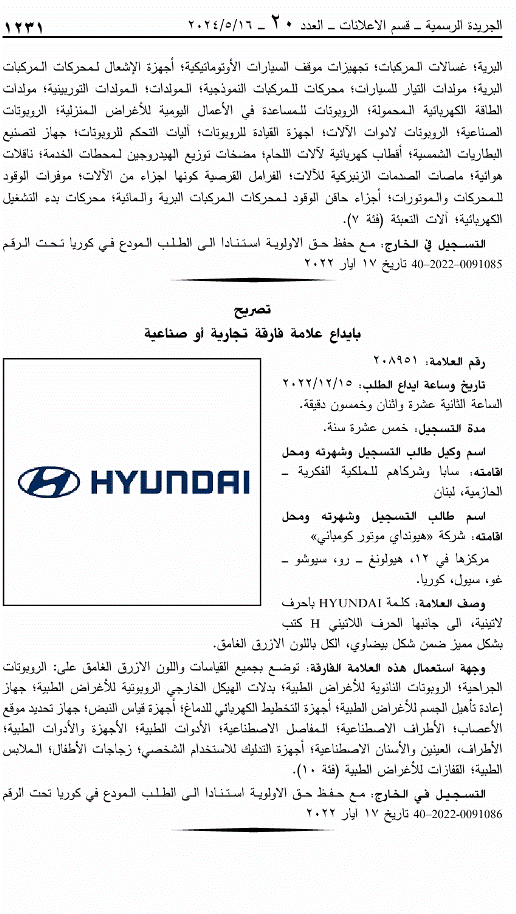 الجريدة الرسمية ــ قسم الاعلانات ــ العدد ٢٠ ــ ٢٠٢٤/٥/١٦
١٢٣١
البرية؛ غسالات المركبات؛ تجهيزات موقف السيارات الأوتوماتيكية؛ أجهزة الإشعال لمحركات المركبات
البرية؛ مولدات التيار للسيارات؛ محركات للمركبات النموذجية؛ المولدات؛ المولدات التوربينية؛ مولدات
الطاقة الكهربائية المحمولة؛ الروبوتات للمساعدة في الأعمال اليومية للأغراض المنزلية؛ الروبوتات
الصناعية؛ الروبوتات لادوات الآلات؛ اجهزة القيادة للروبوتات؛ آليات التحكم للروبوتات؛ جهاز لتصنيع
البطاريات الشمسية؛ أقطاب كهربائية لآلات اللحام؛ مضخات توزيع الهيدروجين لمحطات الخدمة؛ ناقلات
هوائية؛ ماصات الصدمات الزنبركية للآلات؛ الفرامل القرصية كونها اجزاء من الآلات؛ موفرات الوقود
للمحركات والموتورات؛ أجزاء حاقن الوقود لمحركات المركبات البرية والمائية؛ محركات بدء التشغيل
الكهربائية؛ آلات التعبئة (فئة ٧).
التسجيل في الخارج: مع حفظ حق الاولوية استنادا الى الطلب المودع في كوريا تحت الرقم
40-2022-0091085 تاريخ ١٧ ايار ٢٠٢٢
تصريح
بايداع علامة فارقة تجارية أو صناعية
رقم العلامة: ٢٠٨٩٥١
تاريخ وساعة ايداع الطلب: ٢٠٢٢/١٢/١٥
الساعة الثانية عشرة واثنان وخمسون دقيقة.
مدة التسجيل: خمس عشرة سنة.
اسم وكيل طالب التسجيل وشهرته ومحل
اقامته: سابا وشركاهم للملكية الفكرية ــ
الحازمية، لبنان
اسم طالب التسجيل وشهرته ومحل
اقامته: شركة «هيونداي موتور كومباني»
مركزها في ١٢، هيولونغ ــ رو، سيوشو ــ
غو، سيول، كوريا.
وصف العلامة: كلمة HYUNDAI باحرف
لاتينية، الى جانبها الحرف اللاتيني H كتب
بشكل مميز ضمن شكل بيضاوي، الكل باللون الازرق الغامق.
HYUNDAI
وجهة استعمال هذه العلامة الفارقة: توضع بجميع القياسات واللون الازرق الغامق على: الروبوتات
الجراحية؛ الروبوتات النانوية للأغراض الطبية؛ بدلات الهيكل الخارجي الروبوتية للأغراض الطبية؛ جهاز
إعادة تأهيل الجسم للأغراض الطبية؛ أجهزة التخطيط الكهربائي للدماغ؛ أجهزة قياس النبض؛ جهاز تحديد موقع
الأعصاب؛ الأطراف الاصطناعية؛ المفاصل الاصطناعية؛ الأدوات الطبية؛ الأجهزة والأدوات الطبية؛
الأطراف، العينين والأسنان الاصطناعية؛ أجهزة التدليك للاستخدام الشخصي؛ زجاجات الأطفال؛ الملابس
الطبية؛ القفازات للأغراض الطبية (فئة ١٠).
التسجيل في الخارج: مع حفظ حق الاولوية استنادا الى الطلب المودع في كوريا تحت الرقم
40-2022-0091086 تاريخ ١٧ ايار ٢٠٢٢